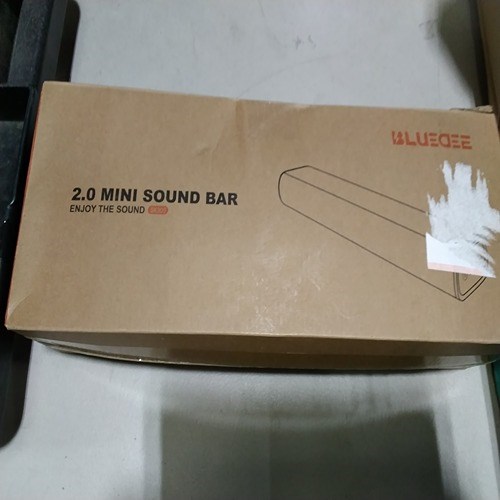 BLUEDEE
2.0 MINI SOUND BAR
ENJOY THE SOUND